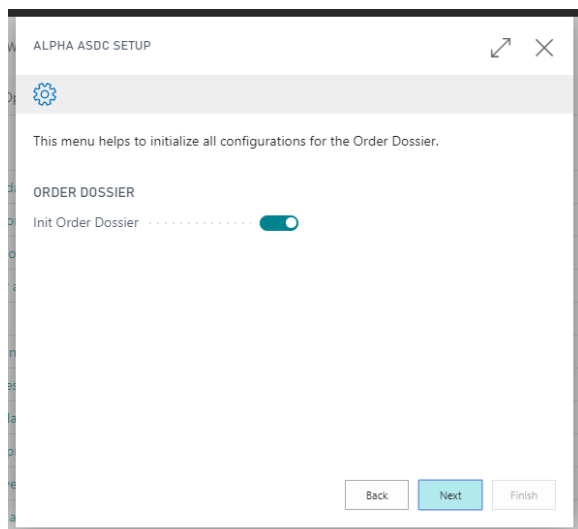 ALPHA ASDC SETUP
This menu helps to initialize all configurations for the Order Dossier.
ORDER DOSSIER
Init Order Dossier
Back
Next
Finish